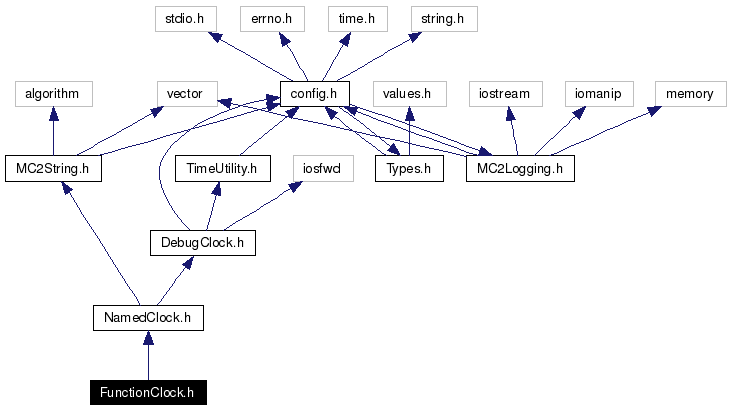 stdio.h
errno.h
time.h
string.h
algorithm
vector
config.h
values.h
iostream
iomanip
memory
MC2String.h
TimeUtility.h
iosfwd
Types.h
MC2Logging.h
DebugClock.h
NamedClock.h
FunctionClock.h